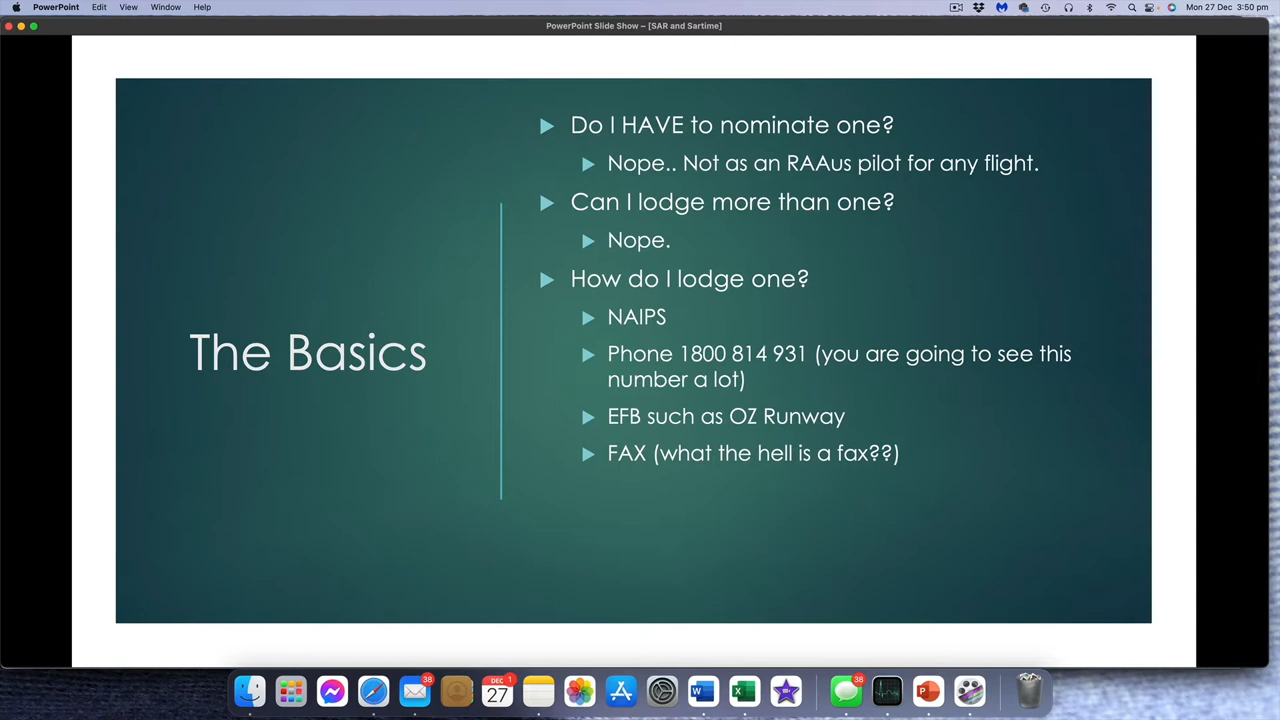 PowerPoint Edit View Window Help Mon 27 Dec 3:50 pm
PowerPoint Slide Show – [SAR and Sartime]
Do I HAVE to nominate one?
Nope.. Not as an RAAus pilot for any flight.
Can I lodge more than one?
Nope.
How do I lodge one?
NAIPS
Phone 1800 814 931 (you are going to see this
number a lot)
EFB such as OZ Runway
FAX (what the hell is a fax??)
The Basics
38
DEC 1
27
38